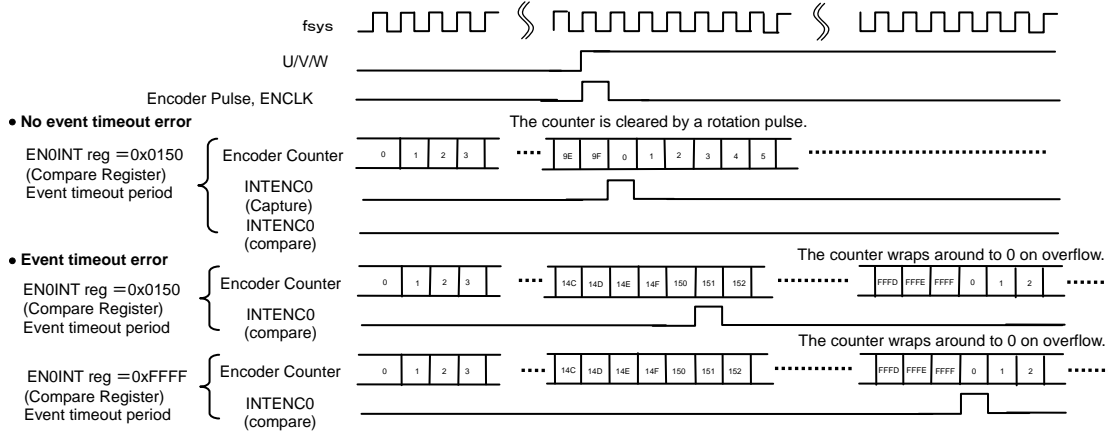 fsys
U/V/W
Encoder Pulse, ENCLK
• No event timeout error
The counter is cleared by a rotation pulse.
EN0INT reg =0x0150
(Compare Register)
Event timeout period
Encoder Counter
0 1 2 3 ···· 9E 9F 0 1 2 3 4 5
INTENC0
(Capture)
INTENC0
(compare)
• Event timeout error
The counter wraps around to 0 on overflow.
EN0INT reg =0x0150
(Compare Register)
Event timeout period
Encoder Counter
0 1 2 3 ···· 14C 14D 14E 14F 150 151 152 FFFD FFFE FFFF 0 1 2
INTENC0
(compare)
The counter wraps around to 0 on overflow.
EN0INT reg =0xFFFF
(Compare Register)
Event timeout period
Encoder Counter
0 1 2 3 ···· 14C 14D 14E 14F 150 151 152 FFFD FFFE FFFF 0 1 2
INTENC0
(compare)